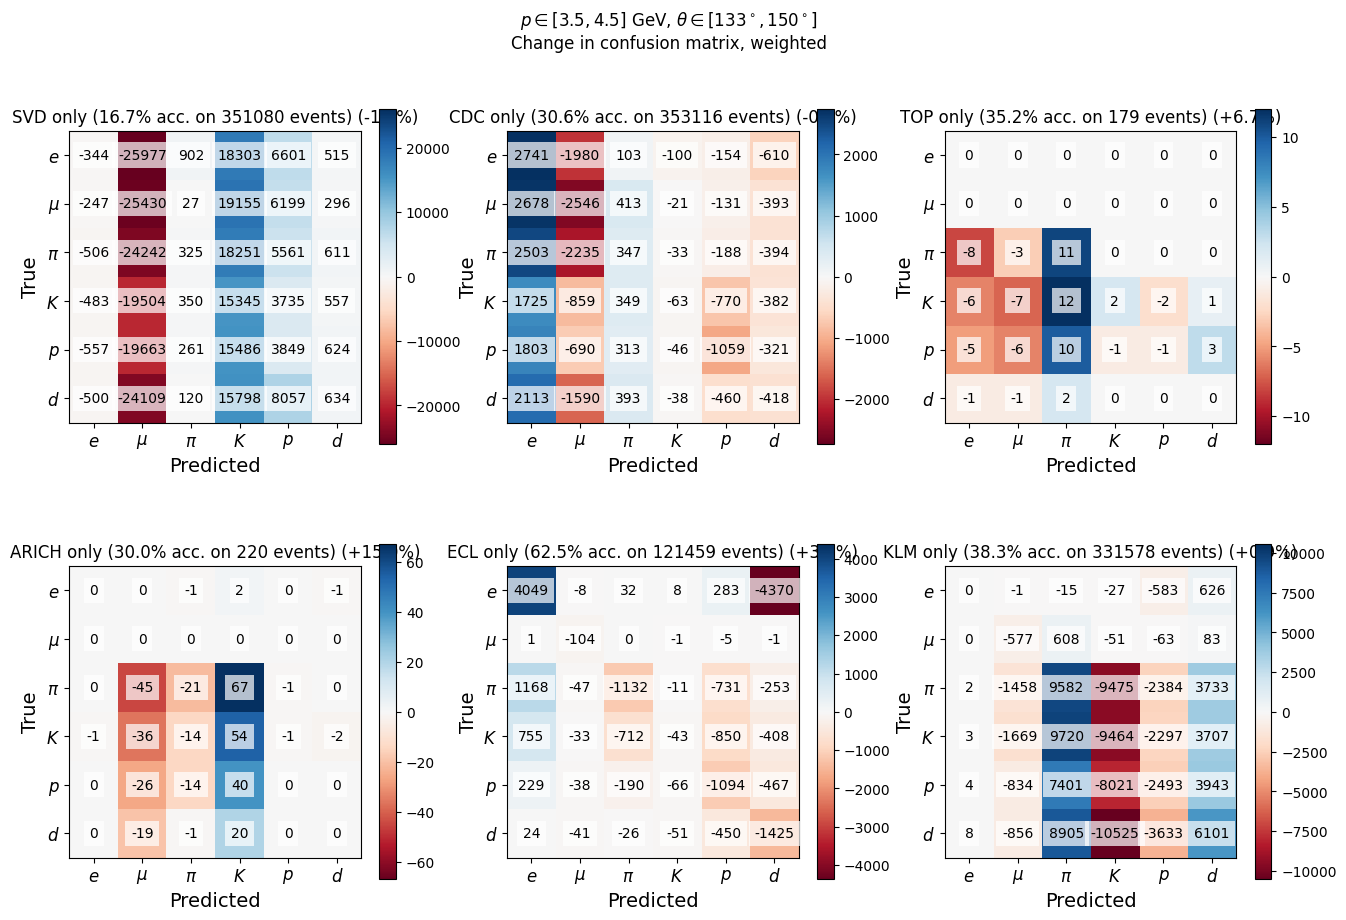 p ∈ [3.5, 4.5] GeV, θ ∈ [133°, 150°]
Change in confusion matrix, weighted
SVD only (16.7% acc. on 351080 events)
True
e -344 -25977 902 18303 6601 515
μ -247 -25430 27 19155 6199 296
π -506 -24242 325 18251 5561 611
K -483 -19504 350 15345 3735 557
p -557 -19663 261 15486 3849 624
d -500 -24109 120 15798 8057 634
e μ π K p d
Predicted
20000
10000
0
−10000
−20000
CDC only (30.6% acc. on 353116 events)
True
e 2741 -1980 103 -100 -154 -610
μ 2678 -2546 413 -21 -131 -393
π 2503 -2235 347 -33 -188 -394
K 1725 -859 349 -63 -770 -382
p 1803 -690 313 -46 -1059 -321
d 2113 -1590 393 -38 -460 -418
e μ π K p d
Predicted
2000
1000
0
−1000
−2000
TOP only (35.2% acc. on 179 events)
True
e 0 0 0 0 0 0
μ 0 0 0 0 0 0
π -8 -3 11 0 0 0
K -6 -7 12 2 -2 1
p -5 -6 10 -1 -1 3
d -1 -1 2 0 0 0
e μ π K p d
Predicted
10
5
0
−5
−10
ARICH only (30.0% acc. on 220 events)
True
e 0 0 -1 2 0 -1
μ 0 0 0 0 0 0
π 0 -45 -21 67 -1 0
K -1 -36 -14 54 -1 -2
p 0 -26 -14 40 0 0
d 0 -19 -1 20 0 0
e μ π K p d
Predicted
60
40
20
0
−20
−40
−60
ECL only (62.5% acc. on 121459 events)
True
e 4049 -8 32 8 283 -4370
μ 1 -104 0 -1 -5 -1
π 1168 -47 -1132 -11 -731 -253
K 755 -33 -712 -43 -850 -408
p 229 -38 -190 -66 -1094 -467
d 24 -41 -26 -51 -450 -1425
e μ π K p d
Predicted
4000
3000
2000
1000
0
−1000
−2000
−3000
−4000
KLM only (38.3% acc. on 331578 events)
True
e 0 -1 -15 -27 -583 626
μ 0 -577 608 -51 -63 83
π 2 -1458 9582 -9475 -2384 3733
K 3 -1669 9720 -9464 -2297 3707
p 4 -834 7401 -8021 -2493 3943
d 8 -856 8905 -10525 -3633 6101
e μ π K p d
Predicted
10000
7500
5000
2500
0
−2500
−5000
−7500
−10000